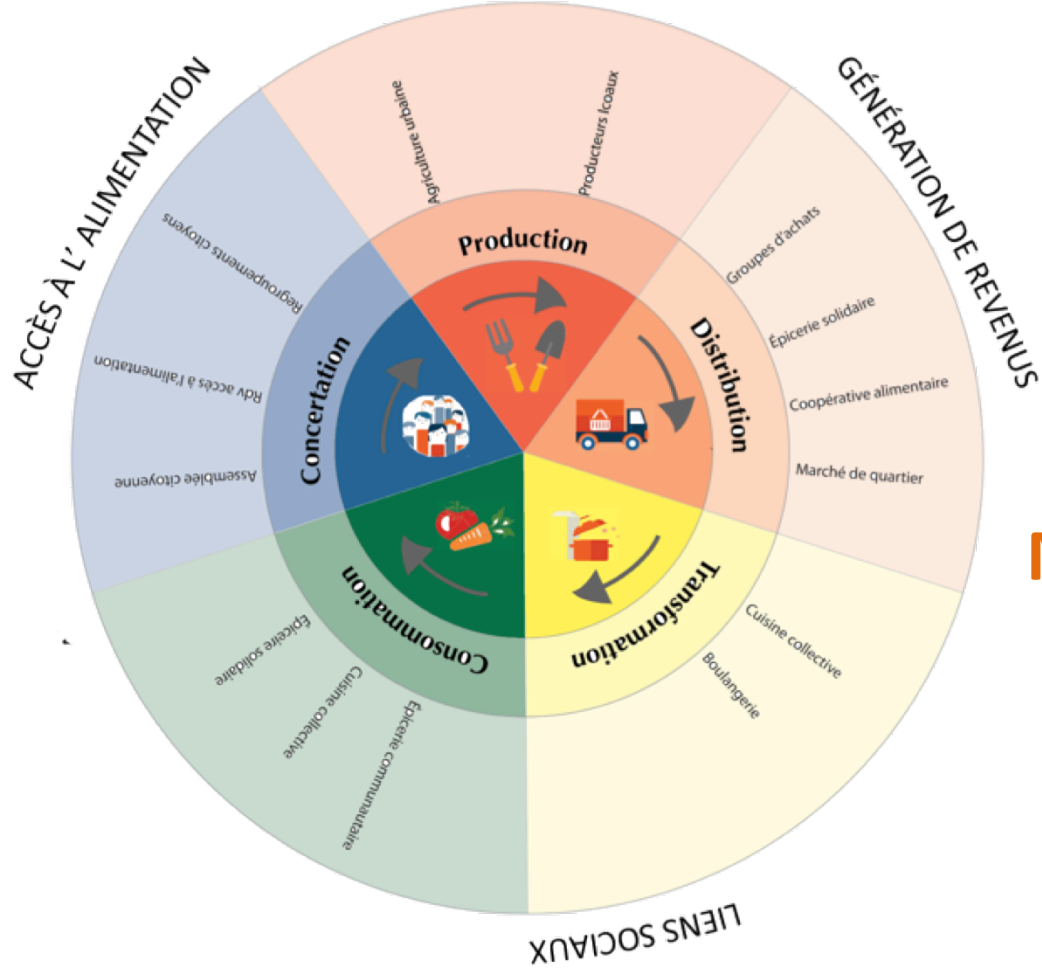 ACCÈS À L' ALIMENTATION
GÉNÉRATION DE REVENUS
LIENS SOCIAUX
Production
Agriculture urbaine
Producteurs lcoaux
Distribution
Groupes d'achats
Épicerie solidaire
Coopérative alimentaire
Marché de quartier
Transformation
Cuisine collective
Boulangerie
Consommation
Épicerie communautaire
Cuisine collective
Épiceire solidaire
Concertation
Assemblée citoyenne
Rdv accès à l'alimentation
Regroupements citoyens